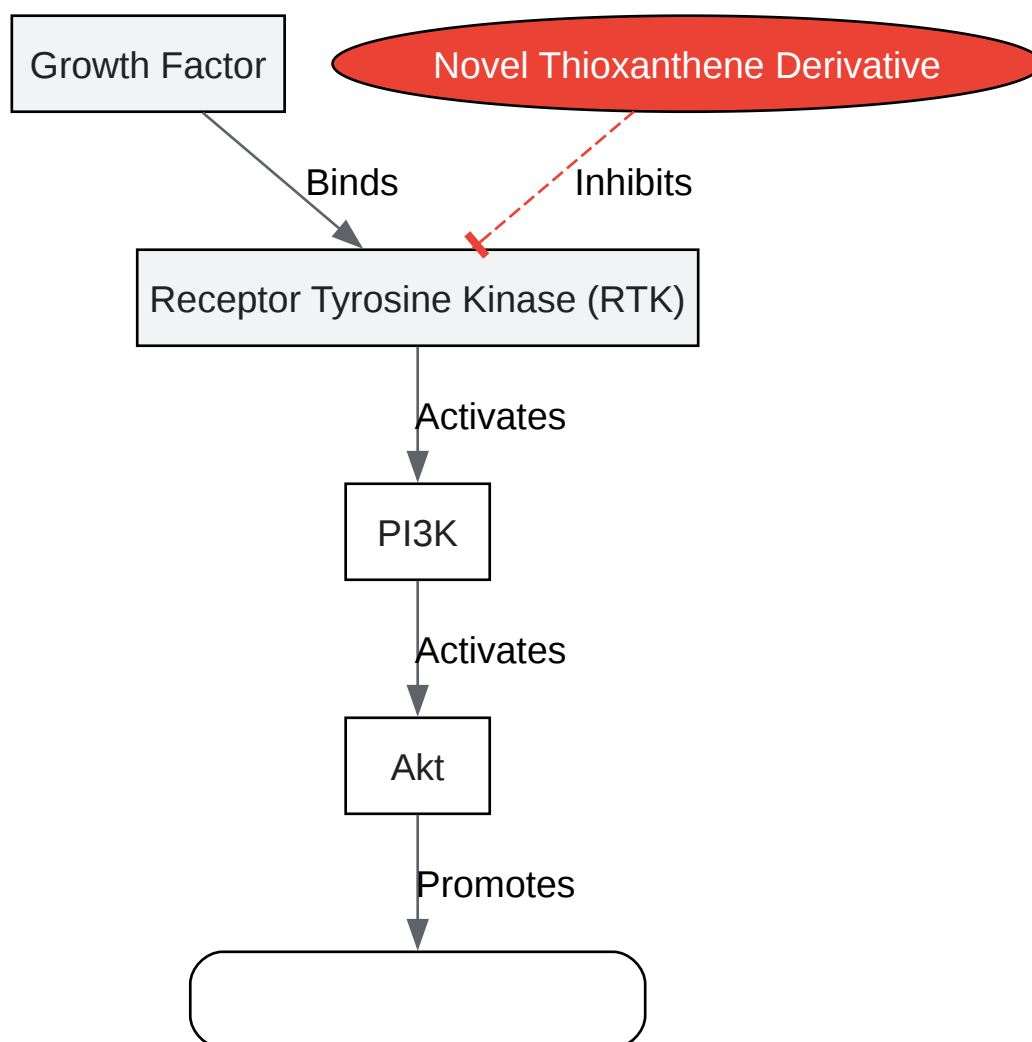 Growth Factor
Novel Thioxanthene Derivative
Binds
Inhibits
Receptor Tyrosine Kinase (RTK)
Activates
PI3K
Activates
Akt
Promotes